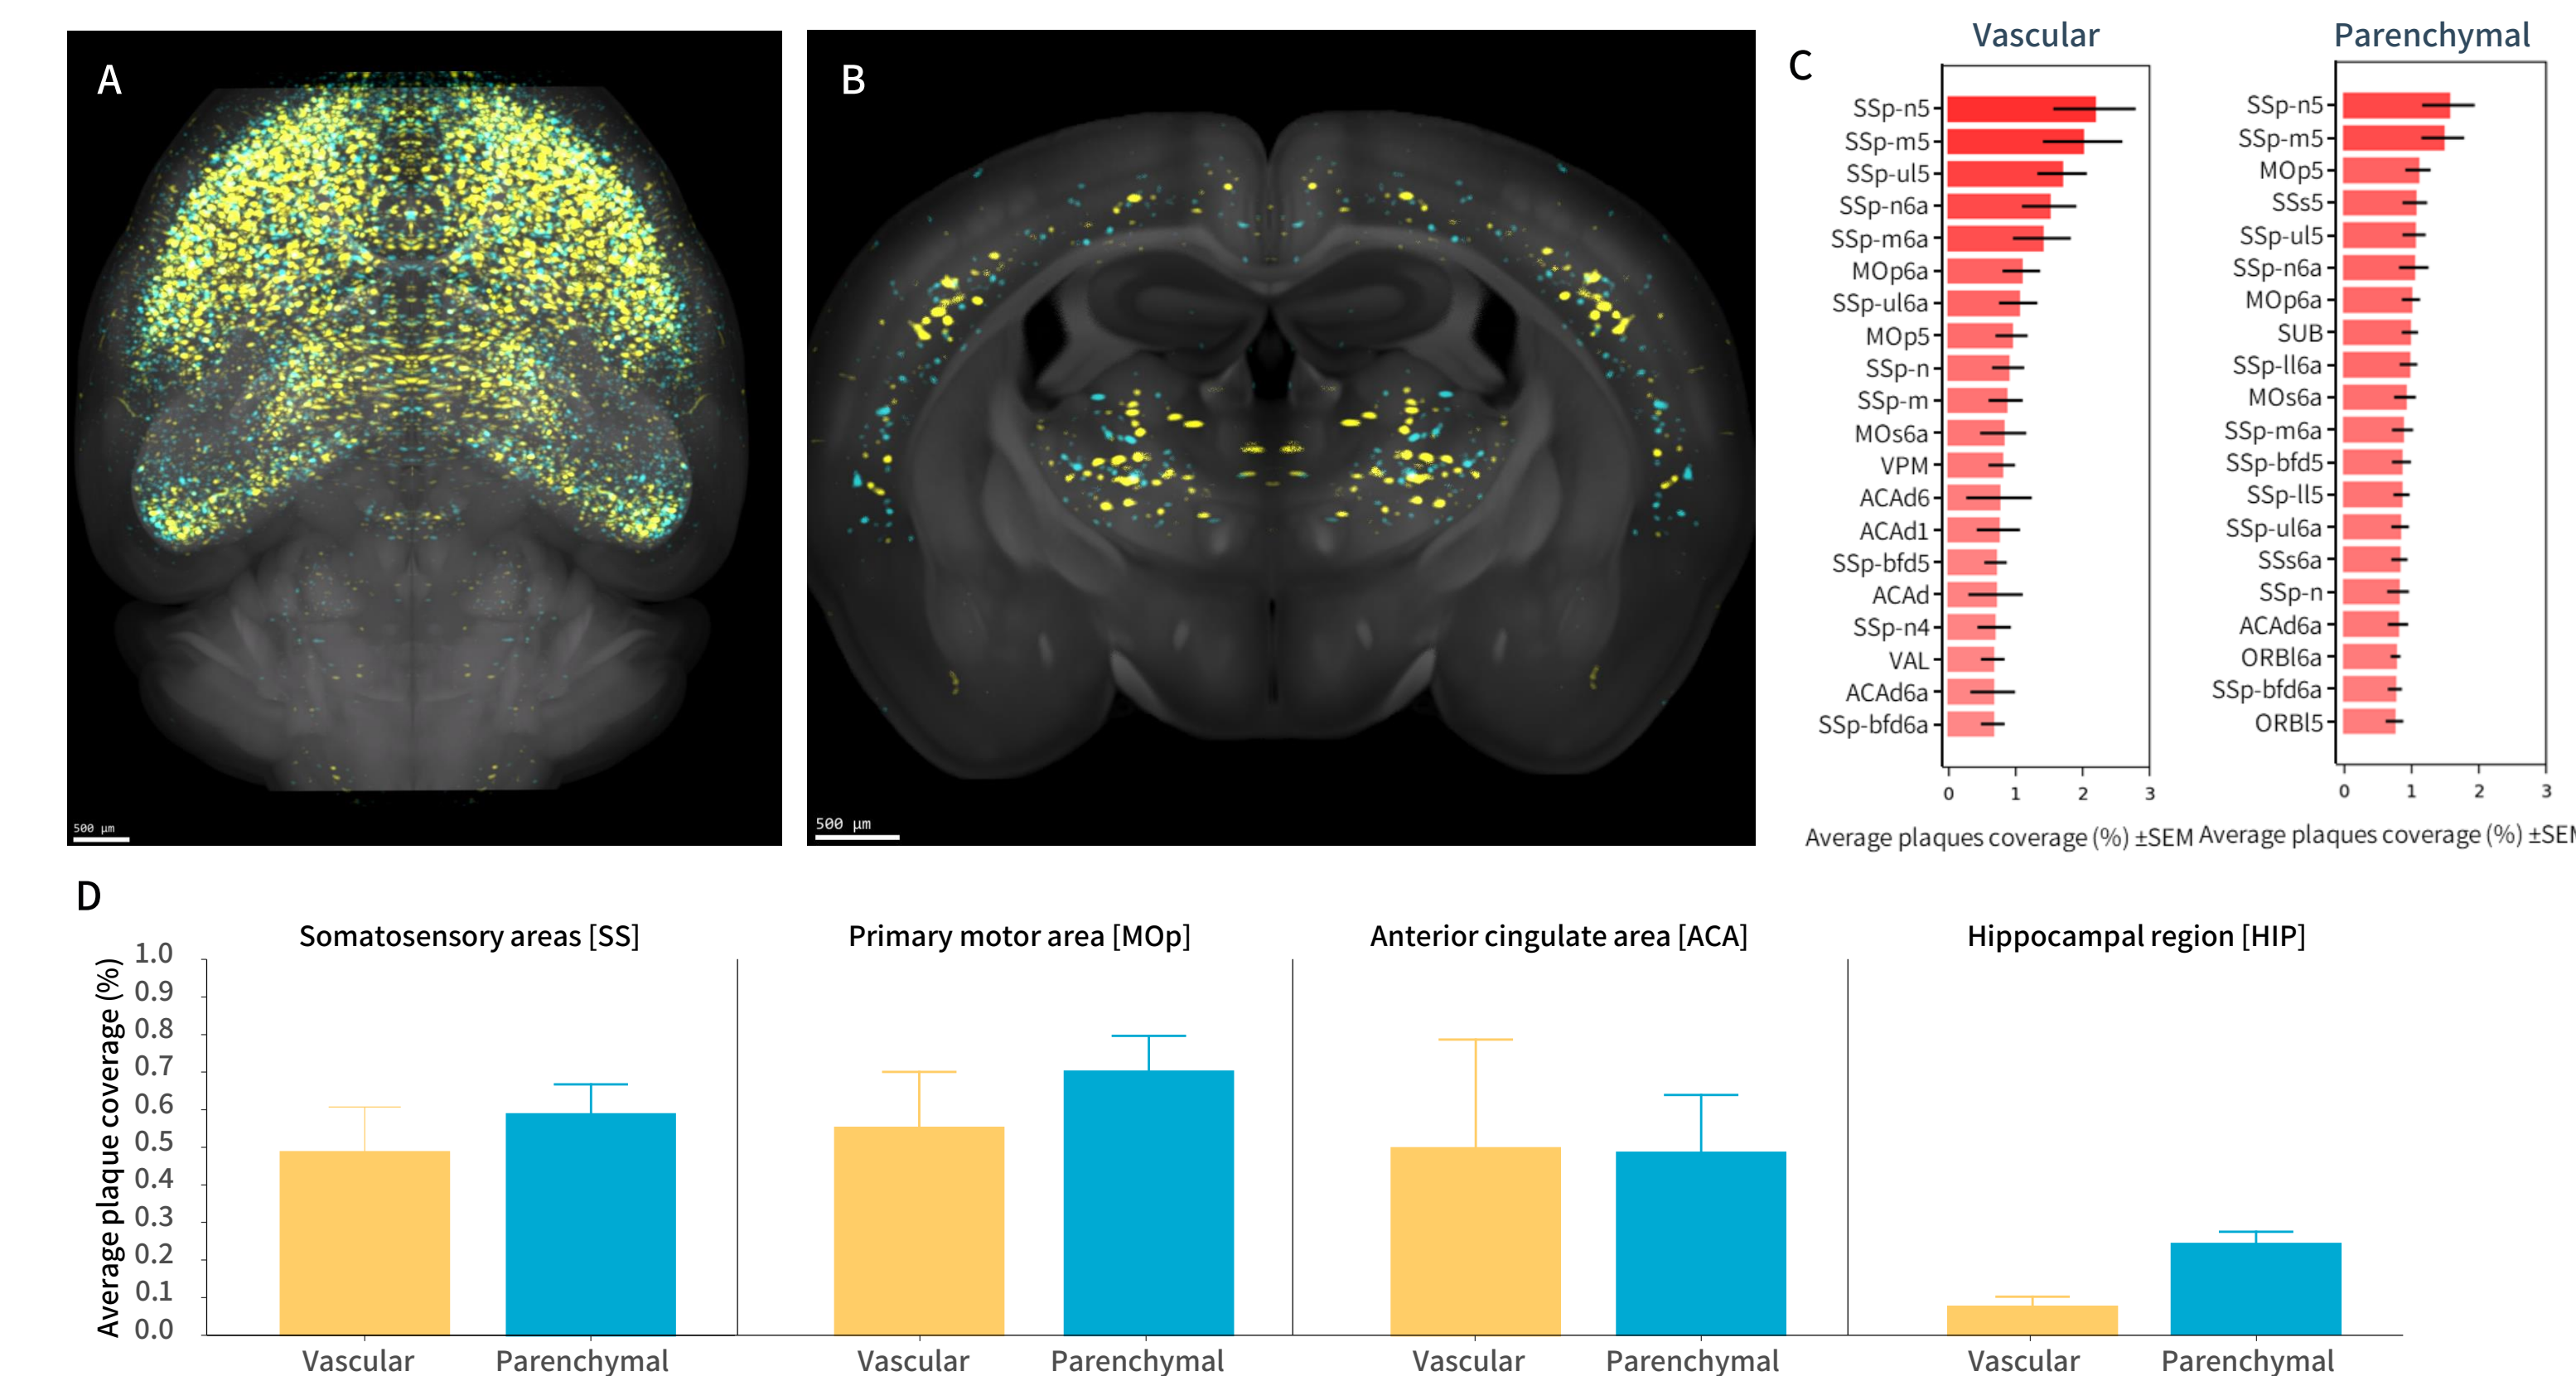 A
500 µm
B
500 µm
C
Vascular
SSp-n5
SSp-m5
SSp-ul5
SSp-n6a
SSp-m6a
MOp6a
SSp-ul6a
MOp5
SSp-n
SSp-m
MOs6a
VPM
ACAd6
ACAd1
SSp-bfd5
ACAd
SSp-n4
VAL
ACAd6a
SSp-bfd6a
0 1 2 3
Average plaques coverage (%) ±SEM
Parenchymal
SSp-n5
SSp-m5
MOp5
SSs5
SSp-ul5
SSp-n6a
MOp6a
SUB
SSp-ll6a
MOs6a
SSp-m6a
SSp-bfd5
SSp-ll5
SSp-ul6a
SSs6a
SSp-n
ACAd6a
ORBl6a
SSp-bfd6a
ORBl5
0 1 2 3
Average plaques coverage (%) ±SEM
D
Average plaque coverage (%)
1.0
0.9
0.8
0.7
0.6
0.5
0.4
0.3
0.2
0.1
0.0
Somatosensory areas [SS]
Vascular Parenchymal
Primary motor area [MOp]
Vascular Parenchymal
Anterior cingulate area [ACA]
Vascular Parenchymal
Hippocampal region [HIP]
Vascular Parenchymal